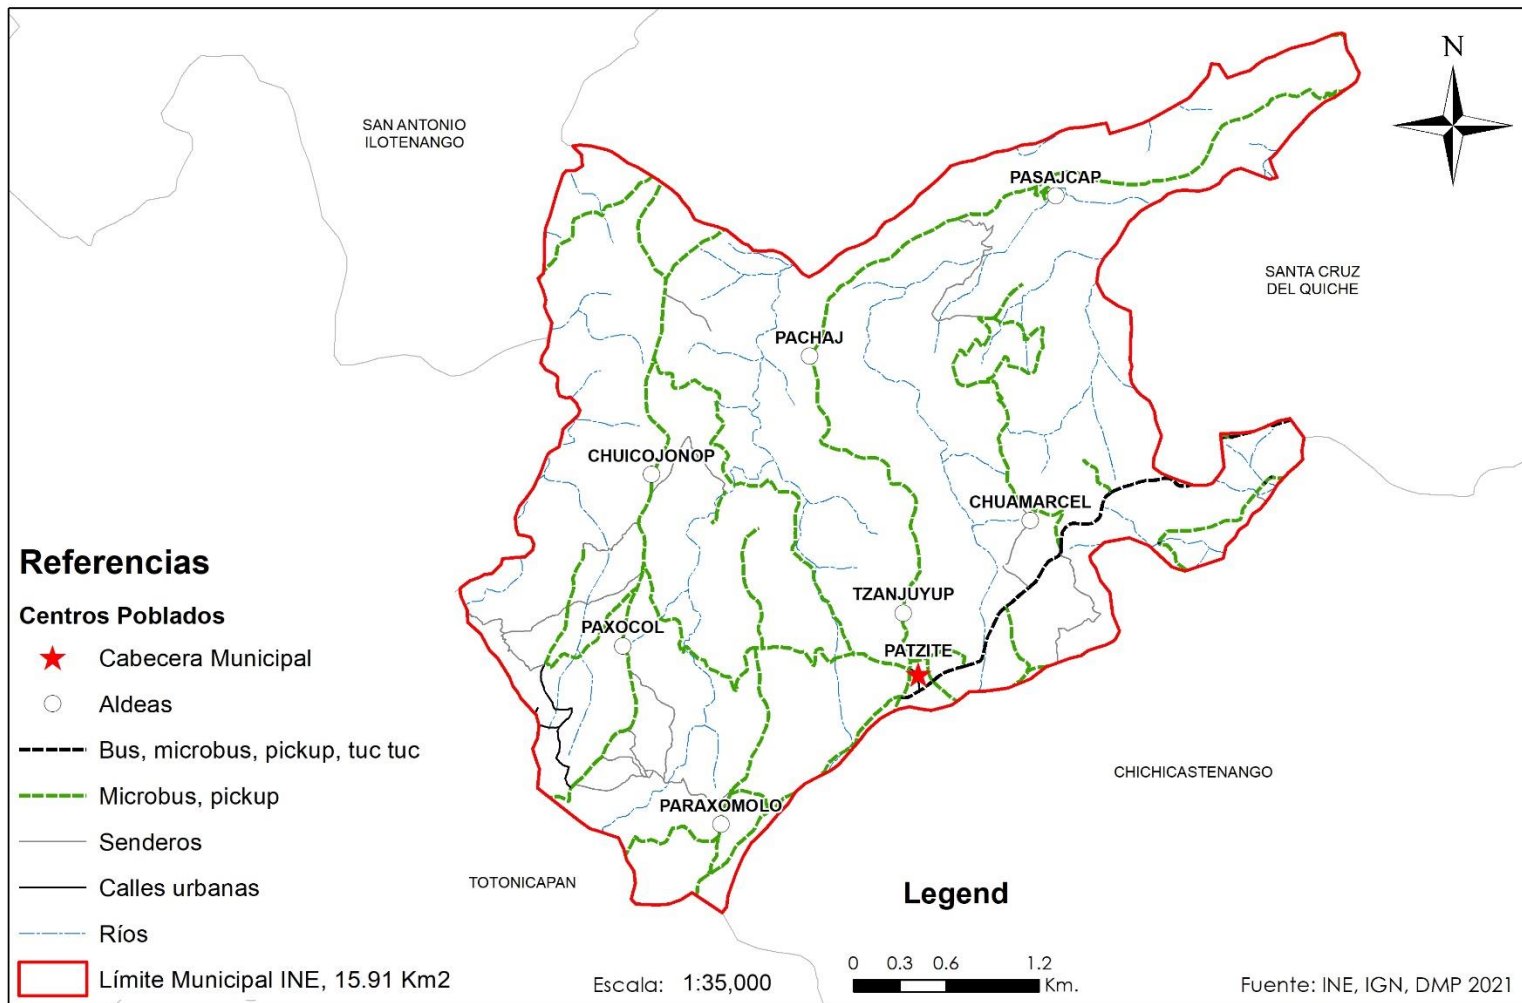 N
SAN ANTONIO
ILOTENANGO
PASAJCAP
SANTA CRUZ
DEL QUICHE
PACHAJ
CHUICOJONOP
CHUAMARCEL
TZANJUYUP
PAXOCOL
PATZITE
PARAXOMOLO
CHICHICASTENANGO
TOTONICAPAN
Referencias
Centros Poblados
Cabecera Municipal
Aldeas
Bus, microbus, pickup, tuc tuc
Microbus, pickup
Senderos
Calles urbanas
Ríos
Límite Municipal INE, 15.91 Km2
Legend
Escala: 1:35,000
0 0.3 0.6 1.2
Km.
Fuente: INE, IGN, DMP 2021